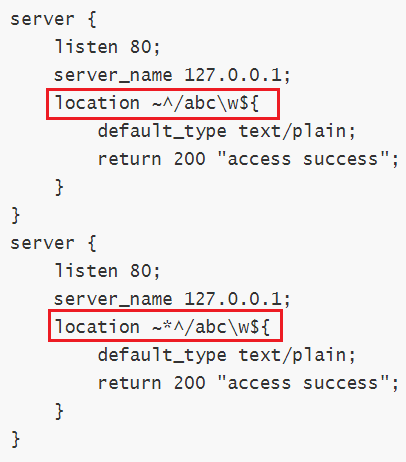 server {
    listen 80;
    server_name 127.0.0.1;
    location ~^/abc\w${
        default_type text/plain;
        return 200 "access success";
    }
}
server {
    listen 80;
    server_name 127.0.0.1;
    location ~*^/abc\w${
        default_type text/plain;
        return 200 "access success";
    }
}